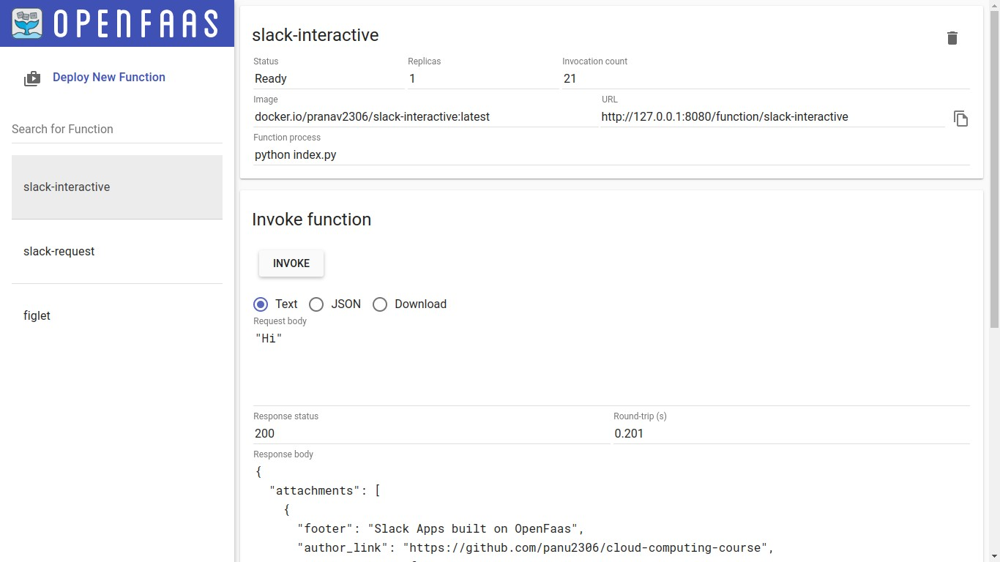 OPENFAAS
Deploy New Function
Search for Function
slack-interactive
slack-request
figlet
slack-interactive
Status Replicas Invocation count
Ready 1 21
Image URL
docker.io/pranav2306/slack-interactive:latest http://127.0.0.1:8080/function/slack-interactive
Function process
python index.py
Invoke function
INVOKE
Text JSON Download
Request body
"Hi"
Response status Round-trip (s)
200 0.201
Response body
{
"attachments": [
{
"footer": "Slack Apps built on OpenFaas",
"author_link": "https://github.com/panu2306/cloud-computing-course",